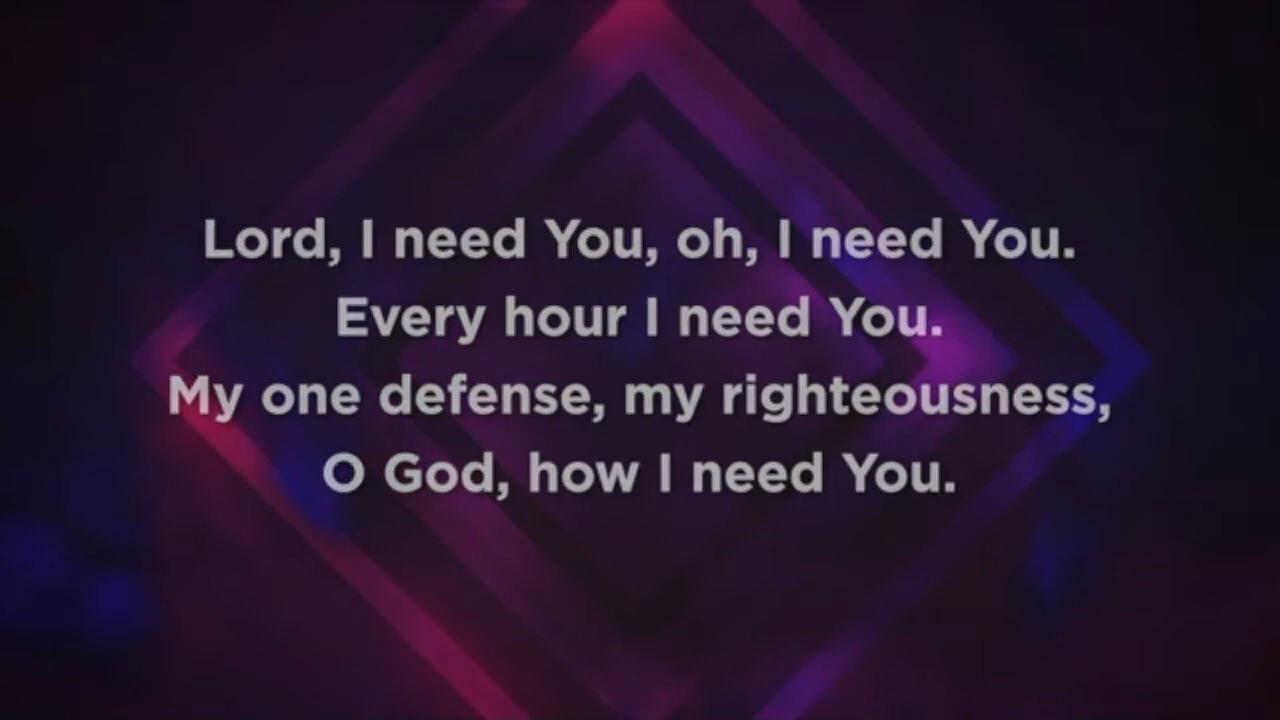 Lord, I need You, oh, I need You.
Every hour I need You.
My one defense, my righteousness,
O God, how I need You.